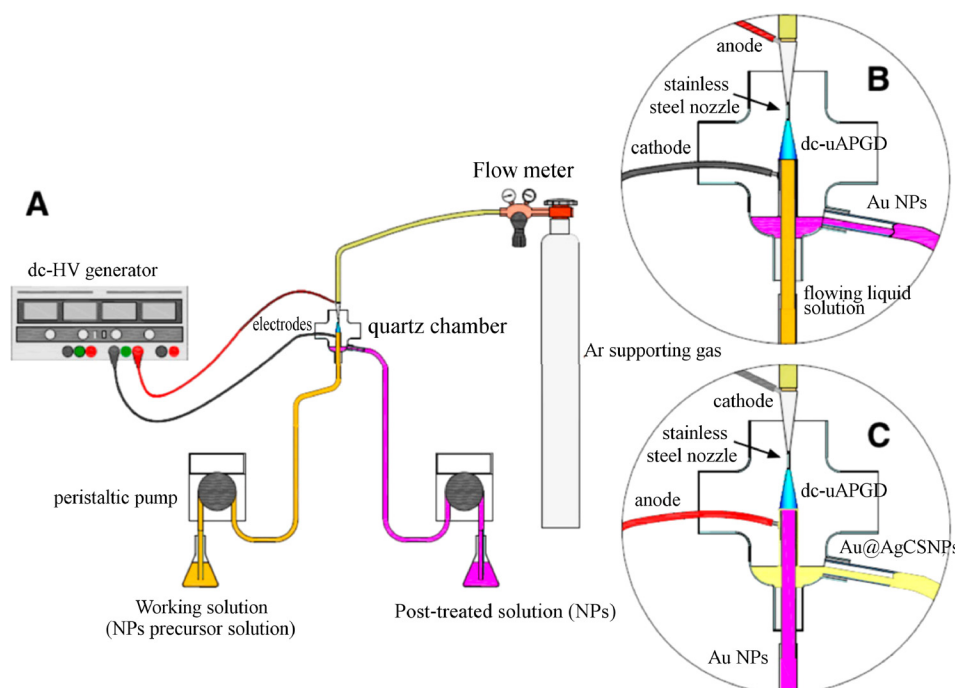 A
Flow meter
dc-HV generator
electrodes
quartz chamber
Ar supporting gas
peristaltic pump
Working solution
(NPs precursor solution)
Post-treated solution (NPs)
B
anode
stainless
steel nozzle
dc-uAPGD
cathode
Au NPs
flowing liquid
solution
C
cathode
stainless
steel nozzle
dc-uAPGD
anode
Au@AgCSNPs
Au NPs